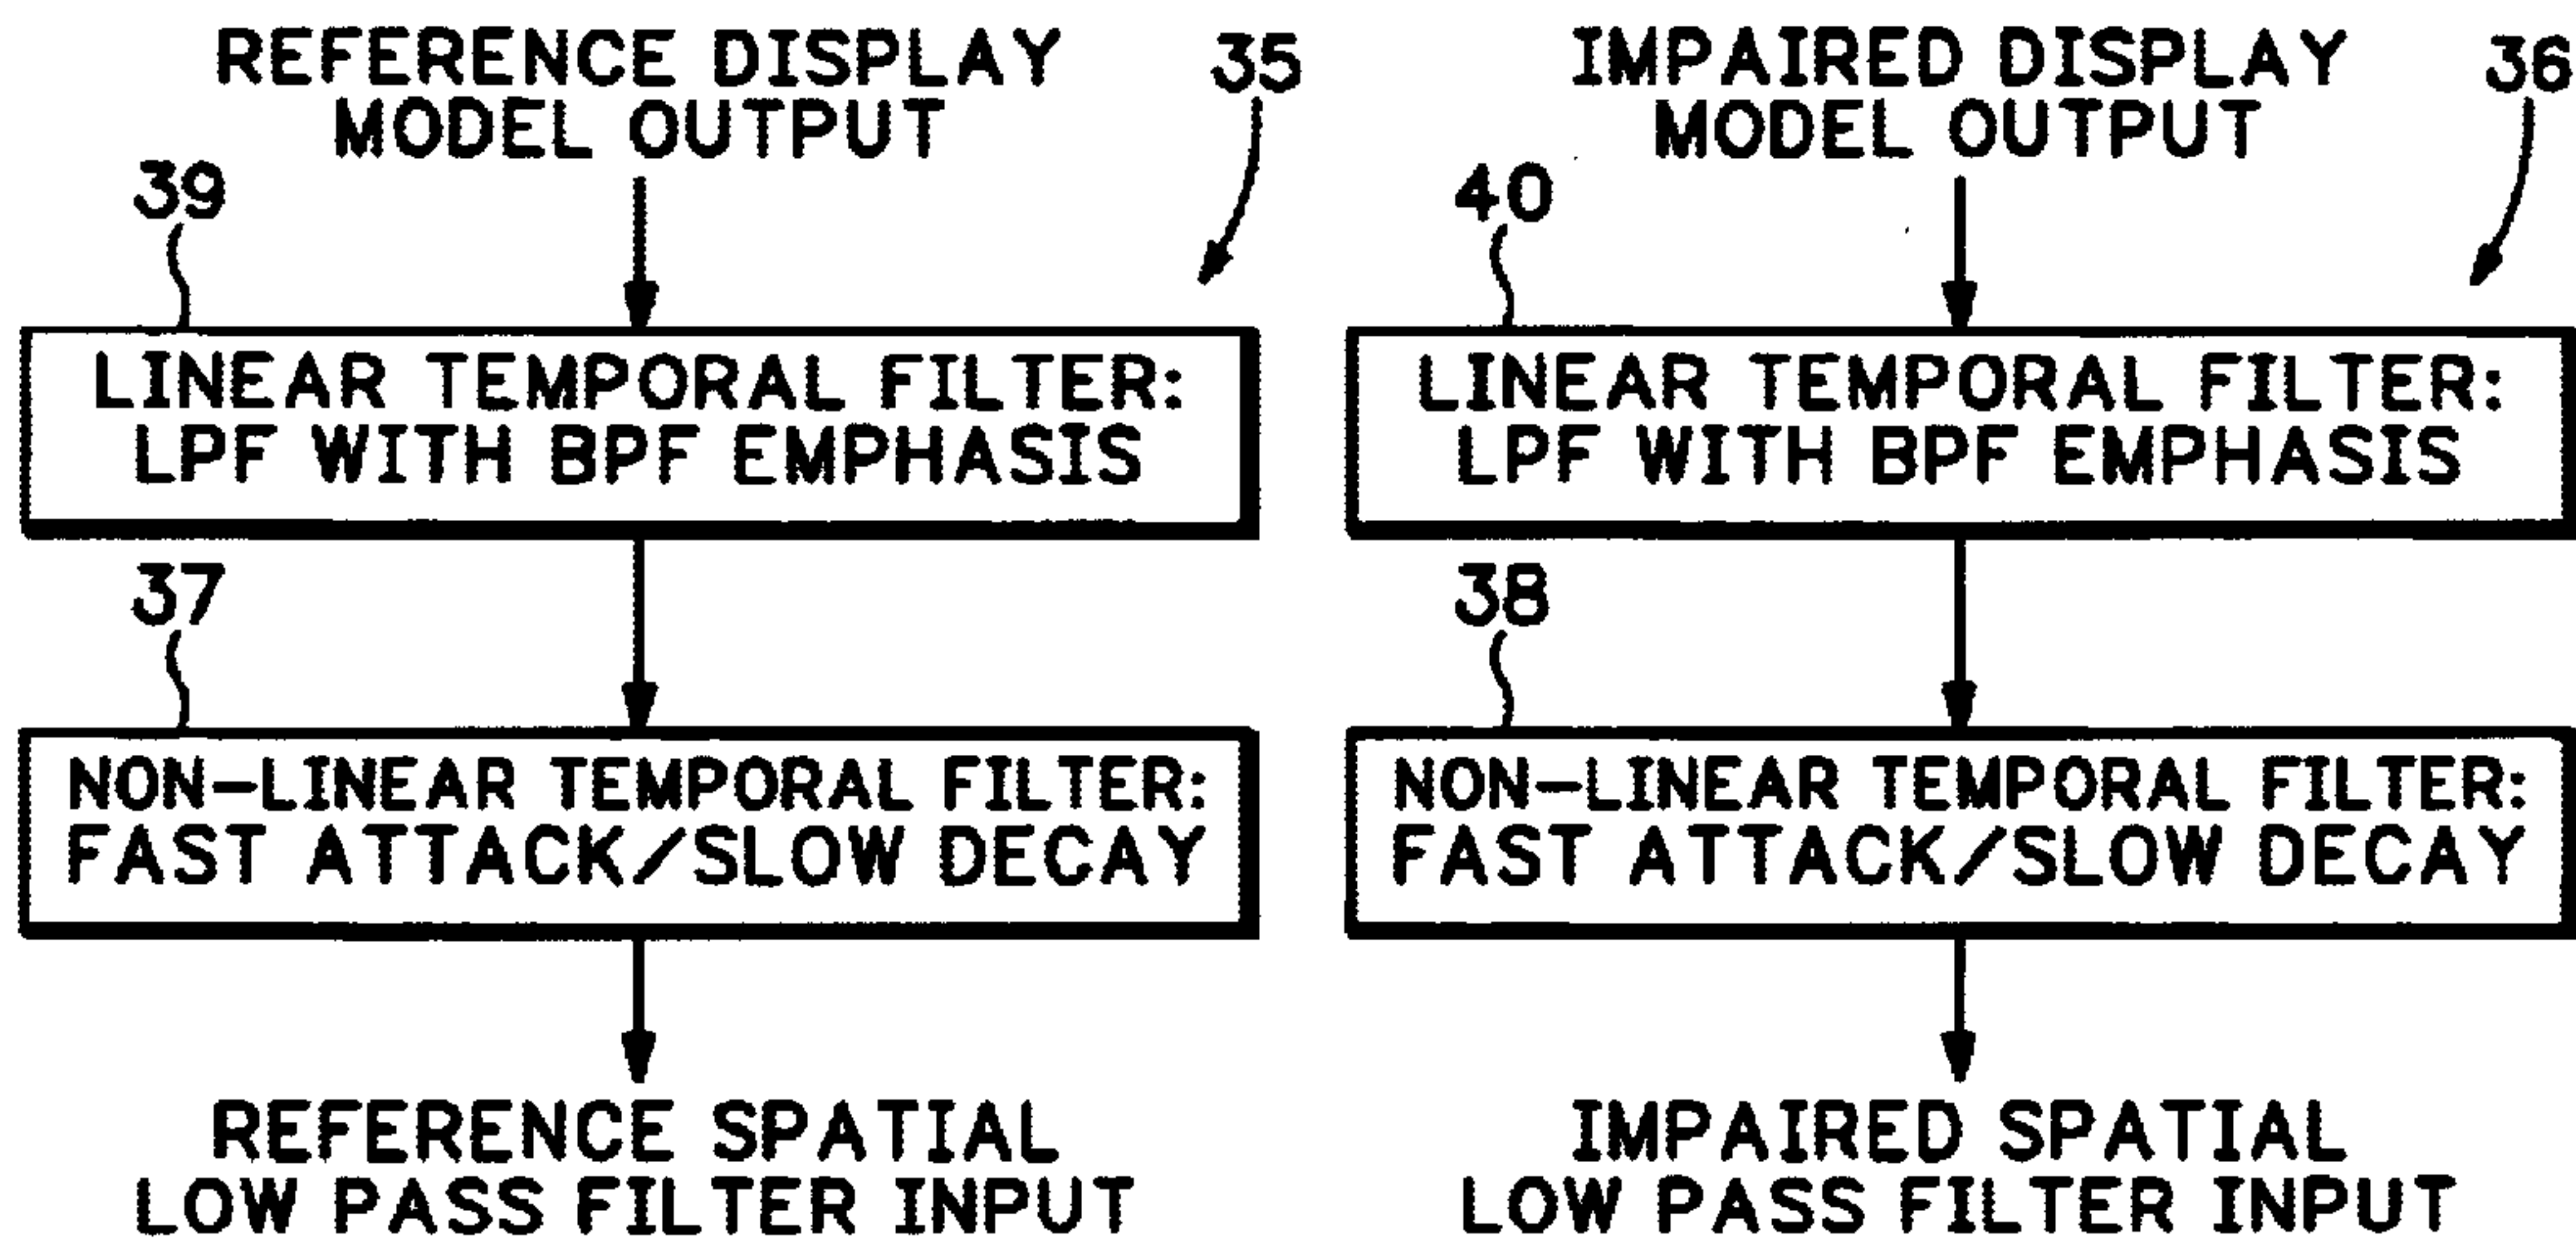 REFERENCE DISPLAY
MODEL OUTPUT
35
39
LINEAR TEMPORAL FILTER:
LPF WITH BPF EMPHASIS
37
NON-LINEAR TEMPORAL FILTER:
FAST ATTACK/SLOW DECAY
REFERENCE SPATIAL
LOW PASS FILTER INPUT
IMPAIRED DISPLAY
MODEL OUTPUT
36
40
LINEAR TEMPORAL FILTER:
LPF WITH BPF EMPHASIS
38
NON-LINEAR TEMPORAL FILTER:
FAST ATTACK/SLOW DECAY
IMPAIRED SPATIAL
LOW PASS FILTER INPUT